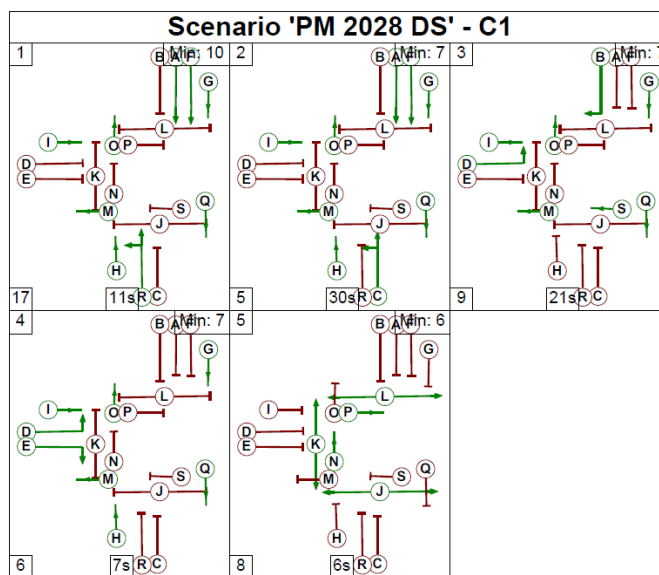 Scenario 'PM 2028 DS' - C1
1 B A F Min: 10
G
L
I O P
D
E K
N
M S Q
J
H
17 11s R C
2 B A F Min: 7
G
L
I O P
D
E K
N
M S Q
J
H
5 30s R C
3 B A F
G
L
I O P
D
E K
N
M S Q
J
H
9 21s R C
4 B A F Min: 7
G
L
I O P
D
E K
N
M S Q
J
H
6 7s R C
5 B A F Min: 6
G
L
I O P
D
E K
N
M S Q
J
H
8 6s R C